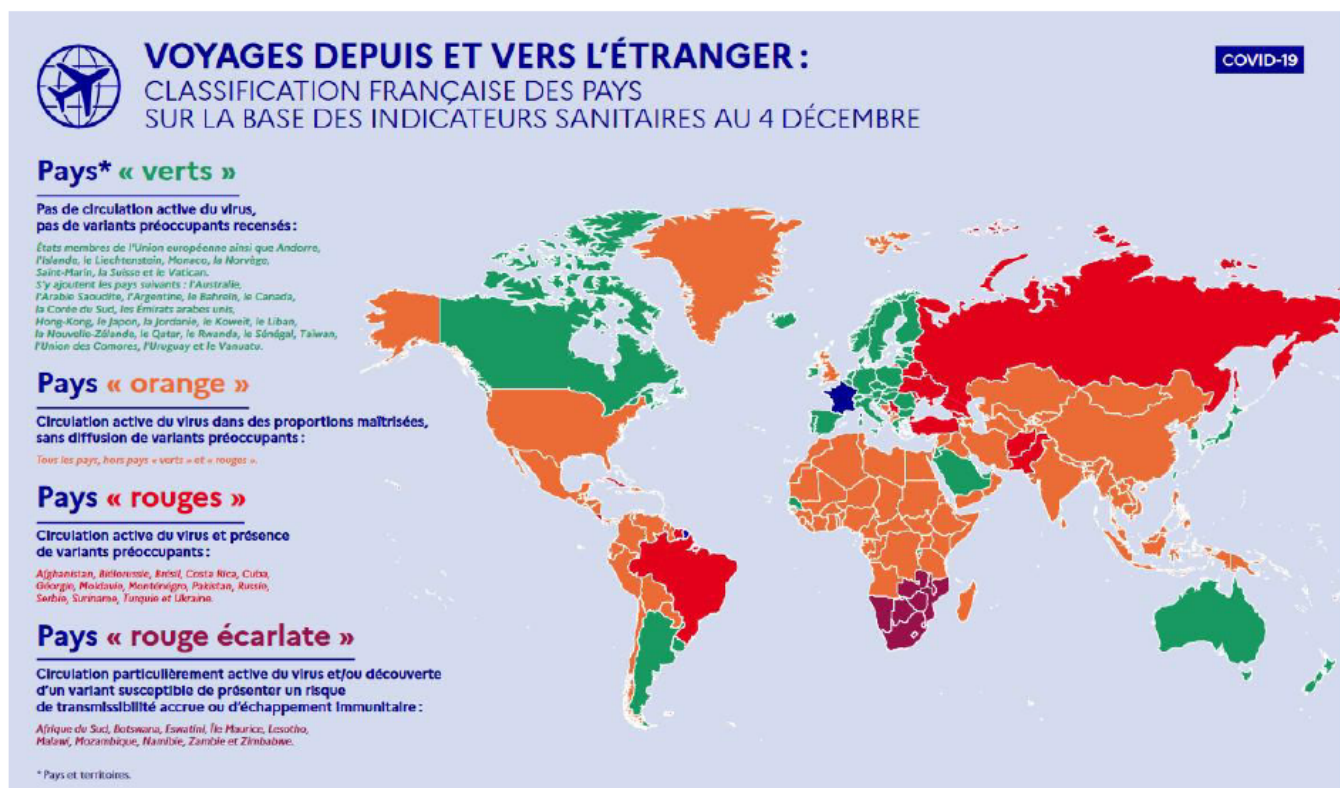 VOYAGES DEPUIS ET VERS L'ÉTRANGER :
CLASSIFICATION FRANÇAISE DES PAYS
SUR LA BASE DES INDICATEURS SANITAIRES AU 4 DÉCEMBRE
COVID-19
Pays* « verts »
Pas de circulation active du virus,
pas de variants préoccupants recensés :
États membres de l'Union européenne ainsi que Andorre,
l'Islande, le Liechtenstein, Monaco, la Norvège,
Saint-Marin, la Suisse et le Vatican.
S'y ajoutent les pays suivants : l'Australie,
l'Arabie Saoudite, l'Argentine, le Bahreïn, le Canada,
la Corée du Sud, les Émirats arabes unis,
Hong-Kong, le Japon, la Jordanie, le Koweït, le Liban,
la Nouvelle-Zélande, le Qatar, le Rwanda, le Sénégal, Taiwan,
l'Union des Comores, l'Uruguay et le Vanuatu.
Pays « orange »
Circulation active du virus dans des proportions maîtrisées,
sans diffusion de variants préoccupants :
Tous les pays, hors pays « verts » et « rouges ».
Pays « rouges »
Circulation active du virus et présence
de variants préoccupants :
Afghanistan, Biélorussie, Brésil, Costa Rica, Cuba,
Géorgie, Moldavie, Monténégro, Pakistan, Russie,
Serbie, Suriname, Turquie et Ukraine.
Pays « rouge écarlate »
Circulation particulièrement active du virus et/ou découverte
d'un variant susceptible de présenter un risque
de transmissibilité accrue ou d'échappement immunitaire :
Afrique du Sud, Botswana, Eswatini, Île Maurice, Lesotho,
Malawi, Mozambique, Namibie, Zambie et Zimbabwe.
* Pays et territoires.